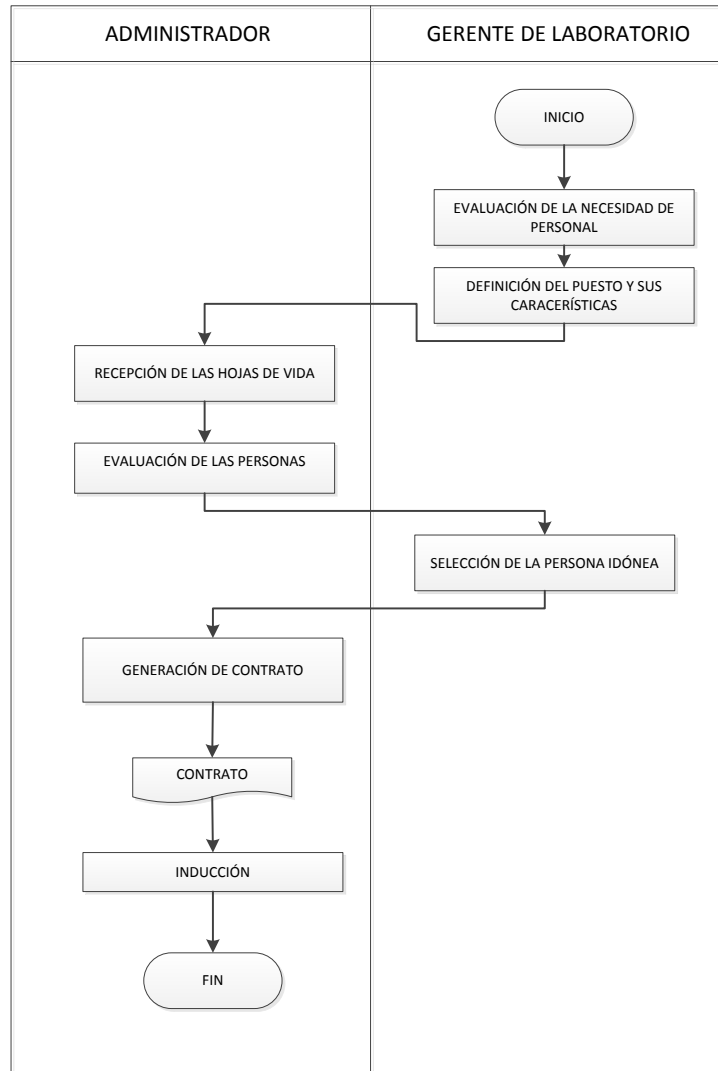 ADMINISTRADOR
GERENTE DE LABORATORIO
INICIO
EVALUACIÓN DE LA NECESIDAD DE
PERSONAL
DEFINICIÓN DEL PUESTO Y SUS
CARACERÍSTICAS
RECEPCIÓN DE LAS HOJAS DE VIDA
EVALUACIÓN DE LAS PERSONAS
SELECCIÓN DE LA PERSONA IDÓNEA
GENERACIÓN DE CONTRATO
CONTRATO
INDUCCIÓN
FIN